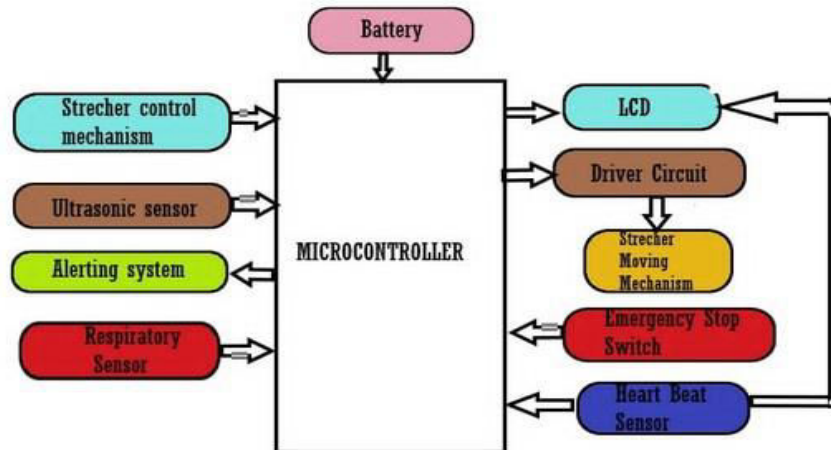 Battery
Strecher control
mechanism
LCD
Ultrasonic sensor
Driver Circuit
MICROCONTROLLER
Strecher
Moving
Mechanism
Alerting system
Respiratory
Sensor
Emergency Stop
Switch
Heart Beat
Sensor